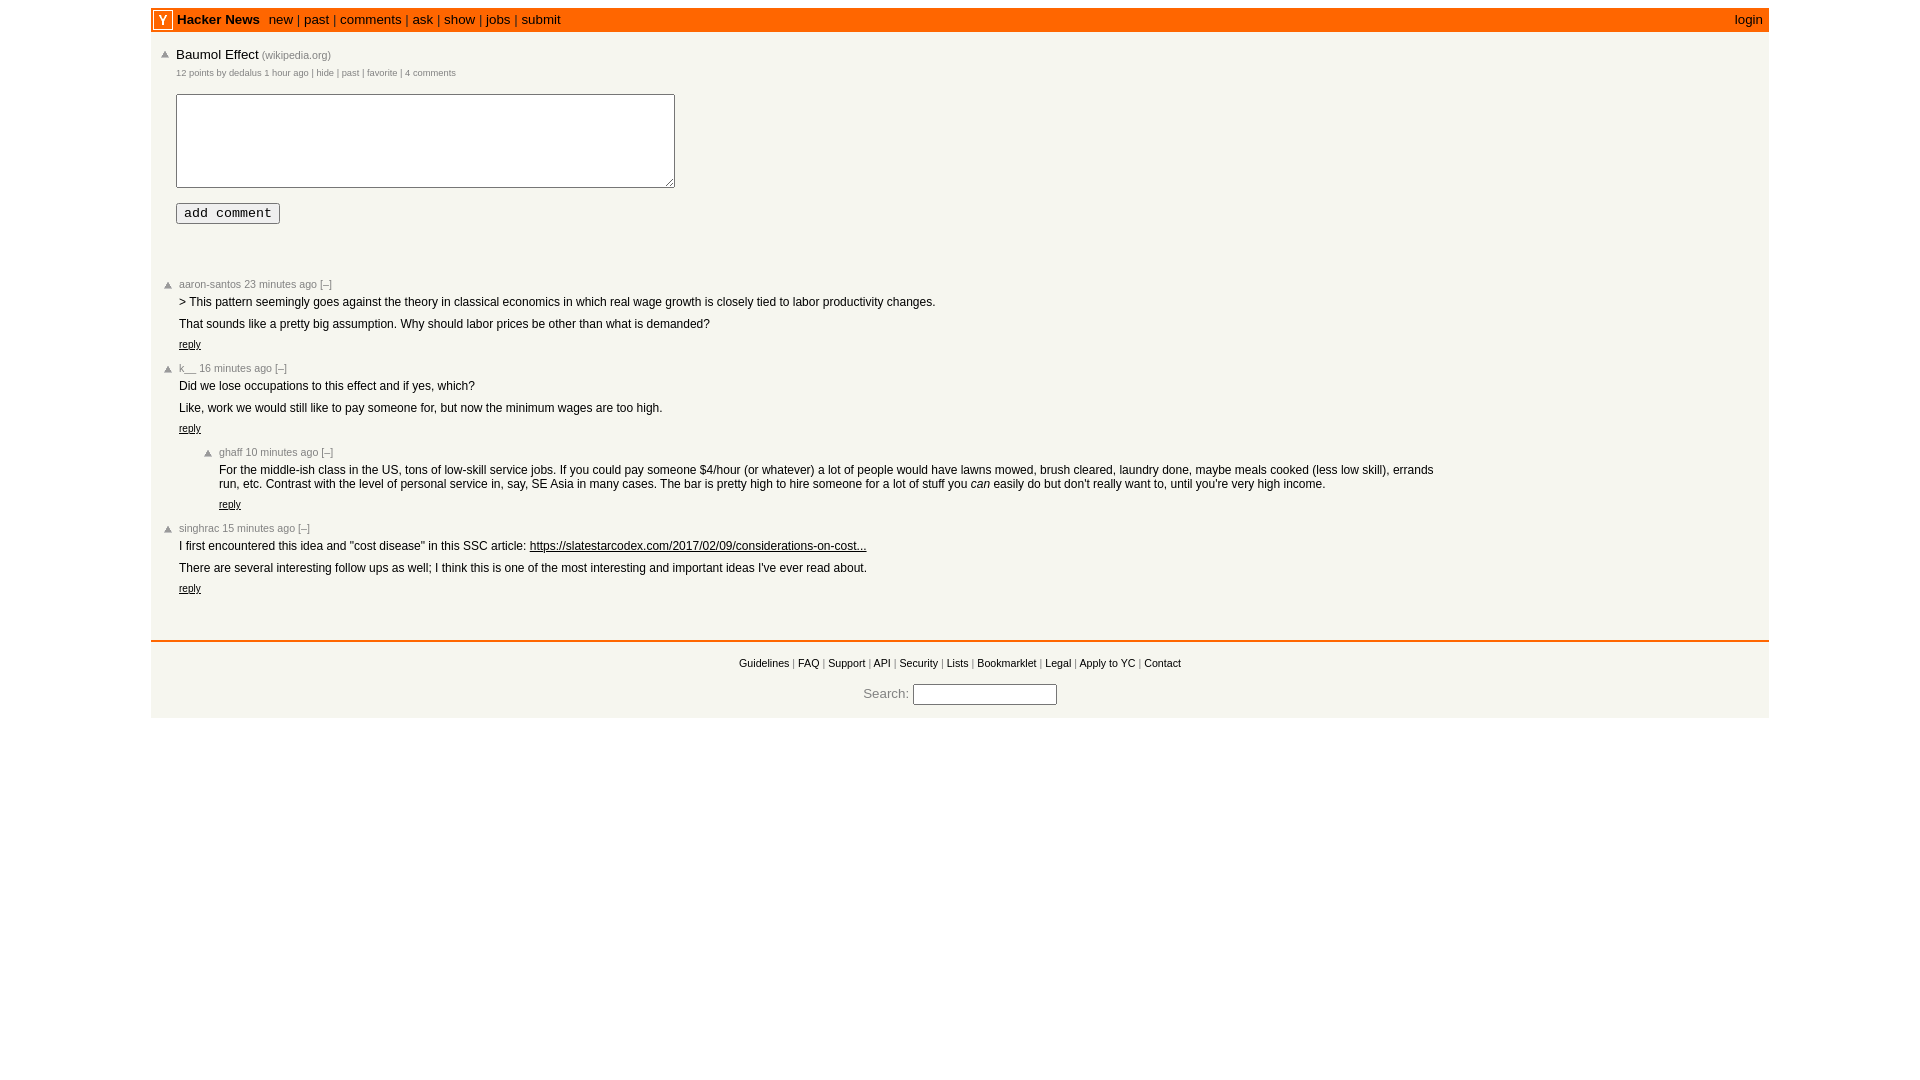 Y Hacker News new | past | comments | ask | show | jobs | submit login
Baumol Effect (wikipedia.org)
12 points by dedalus 1 hour ago | hide | past | favorite | 4 comments
add comment
aaron-santos 23 minutes ago [–]
> This pattern seemingly goes against the theory in classical economics in which real wage growth is closely tied to labor productivity changes.
That sounds like a pretty big assumption. Why should labor prices be other than what is demanded?
reply
k__ 16 minutes ago [–]
Did we lose occupations to this effect and if yes, which?
Like, work we would still like to pay someone for, but now the minimum wages are too high.
reply
ghaff 10 minutes ago [–]
For the middle-ish class in the US, tons of low-skill service jobs. If you could pay someone $4/hour (or whatever) a lot of people would have lawns mowed, brush cleared, laundry done, maybe meals cooked (less low skill), errands
run, etc. Contrast with the level of personal service in, say, SE Asia in many cases. The bar is pretty high to hire someone for a lot of stuff you can easily do but don't really want to, until you're very high income.
reply
singhrac 15 minutes ago [–]
I first encountered this idea and "cost disease" in this SSC article: https://slatestarcodex.com/2017/02/09/considerations-on-cost...
There are several interesting follow ups as well; I think this is one of the most interesting and important ideas I've ever read about.
reply
Guidelines | FAQ | Support | API | Security | Lists | Bookmarklet | Legal | Apply to YC | Contact
Search: